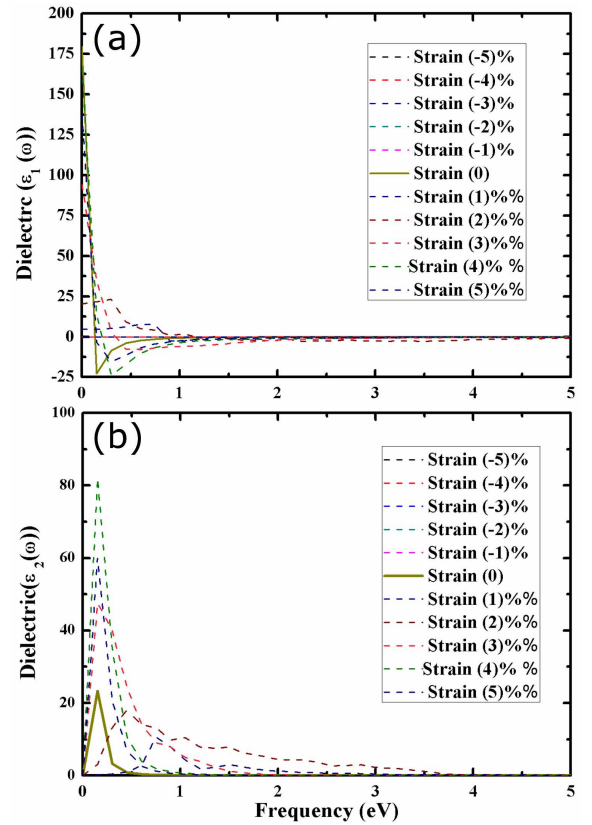 (a)
175
150
125
100
75
50
25
0
-25
Dielectrc (ε₁ (ω))
Strain (-5)%
Strain (-4)%
Strain (-3)%
Strain (-2)%
Strain (-1)%
Strain (0)
Strain (1)%%
Strain (2)%%
Strain (3)%%
Strain (4)% %
Strain (5)%%
0 1 2 3 4 5
(b)
100
80
60
40
20
0
Dielectric(ε₂(ω))
Strain (-5)%
Strain (-4)%
Strain (-3)%
Strain (-2)%
Strain (-1)%
Strain (0)
Strain (1)%%
Strain (2)%%
Strain (3)%%
Strain (4)% %
Strain (5)%%
0 1 2 3 4 5
Frequency (eV)